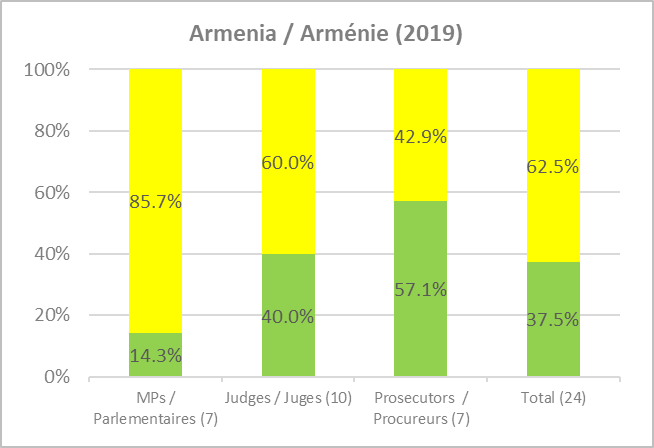 Armenia / Arménie (2019)
100%
80%
60%
40%
20%
0%
85.7%
14.3%
60.0%
40.0%
42.9%
57.1%
62.5%
37.5%
MPs /
Parlementaires (7)
Judges / Juges (10)
Prosecutors /
Procureurs (7)
Total (24)